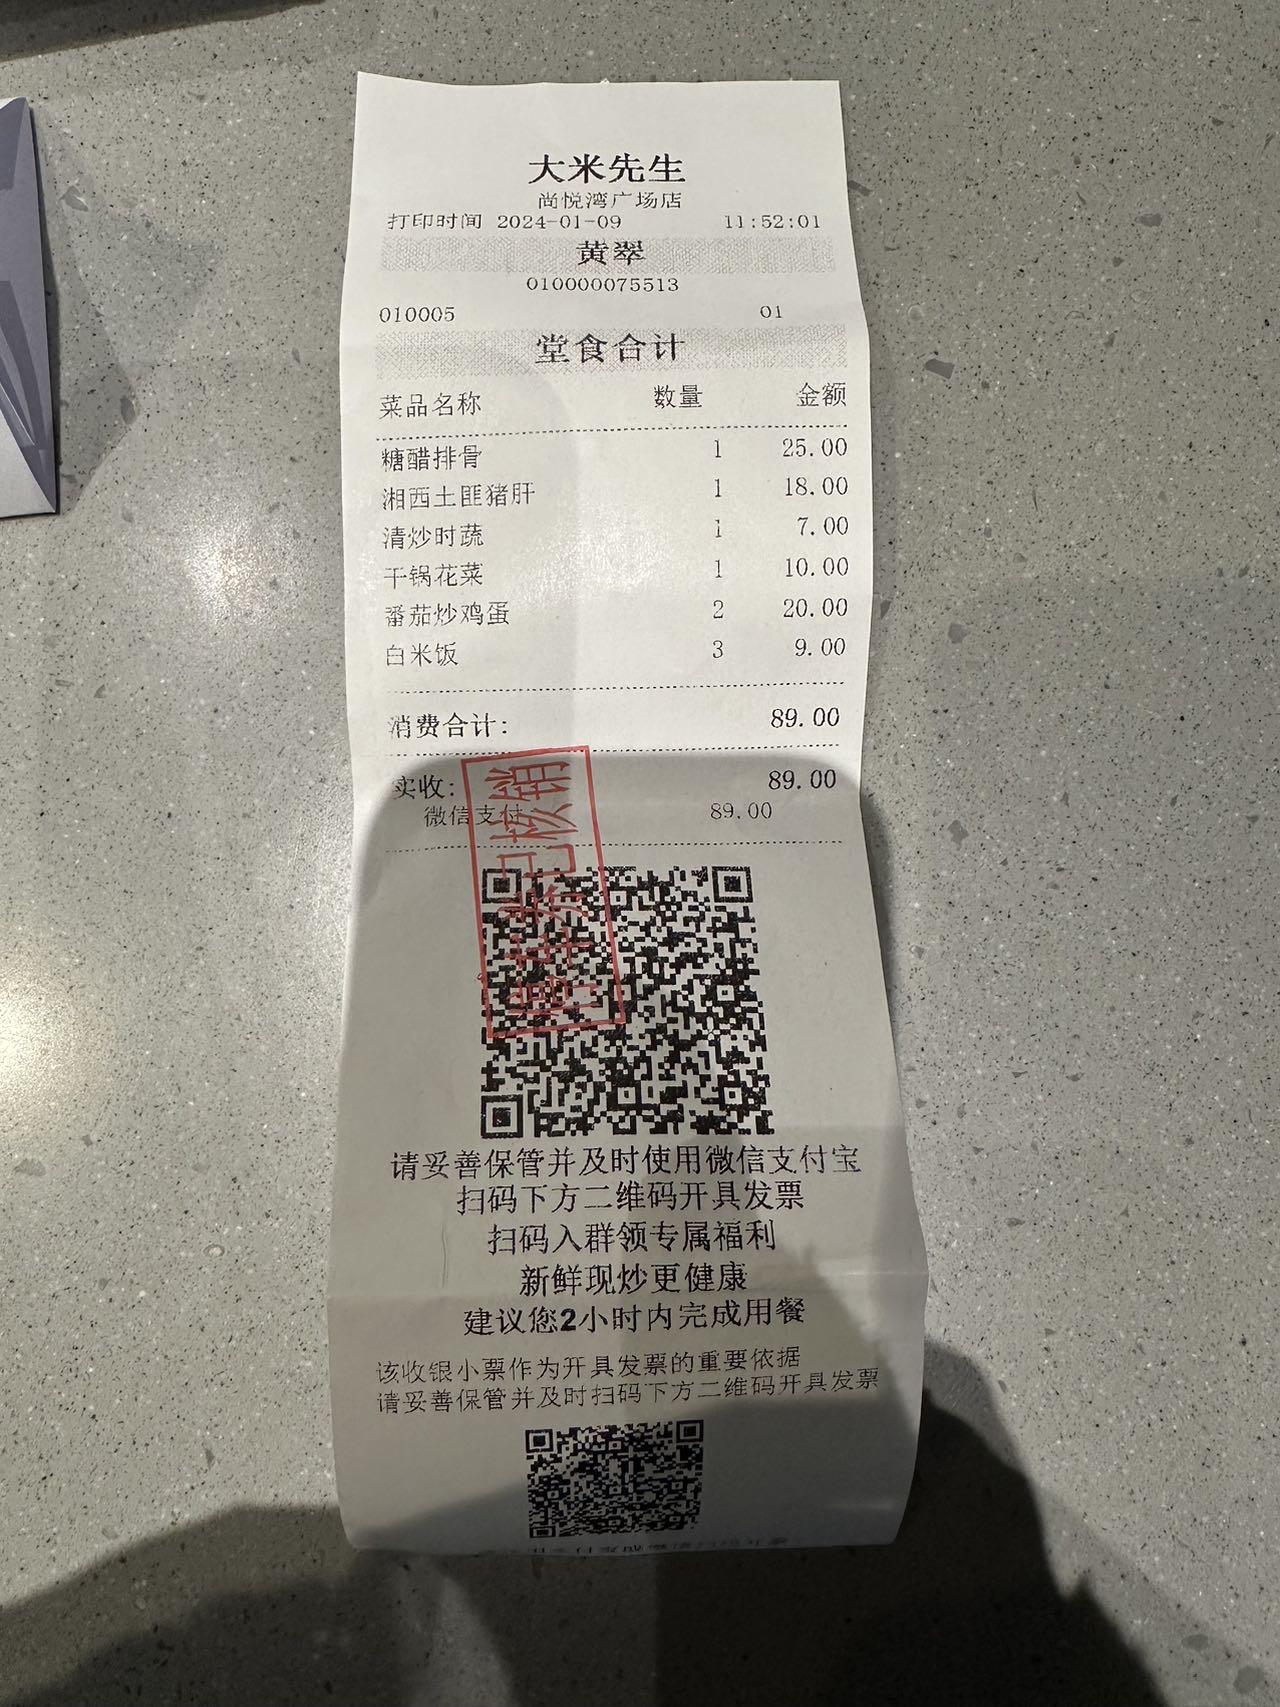 大米先生
尚悦湾广场店
打印时间 2024-01-09 11:52:01
黄翠
010000075513
010005 01
堂食合计
菜品名称 数量 金额
糖醋排骨 1 25.00
湘西土匪猪肝 1 18.00
清炒时蔬 1 7.00
干锅花菜 1 10.00
番茄炒鸡蛋 2 20.00
白米饭 3 9.00
消费合计: 89.00
实收: 89.00
微信支付 89.00
停车券已核销
请妥善保管并及时使用微信支付宝
扫码下方二维码开具发票
扫码入群领专属福利
新鲜现炒更健康
建议您2小时内完成用餐
该收银小票作为开具发票的重要依据
请妥善保管并及时扫码下方二维码开具发票